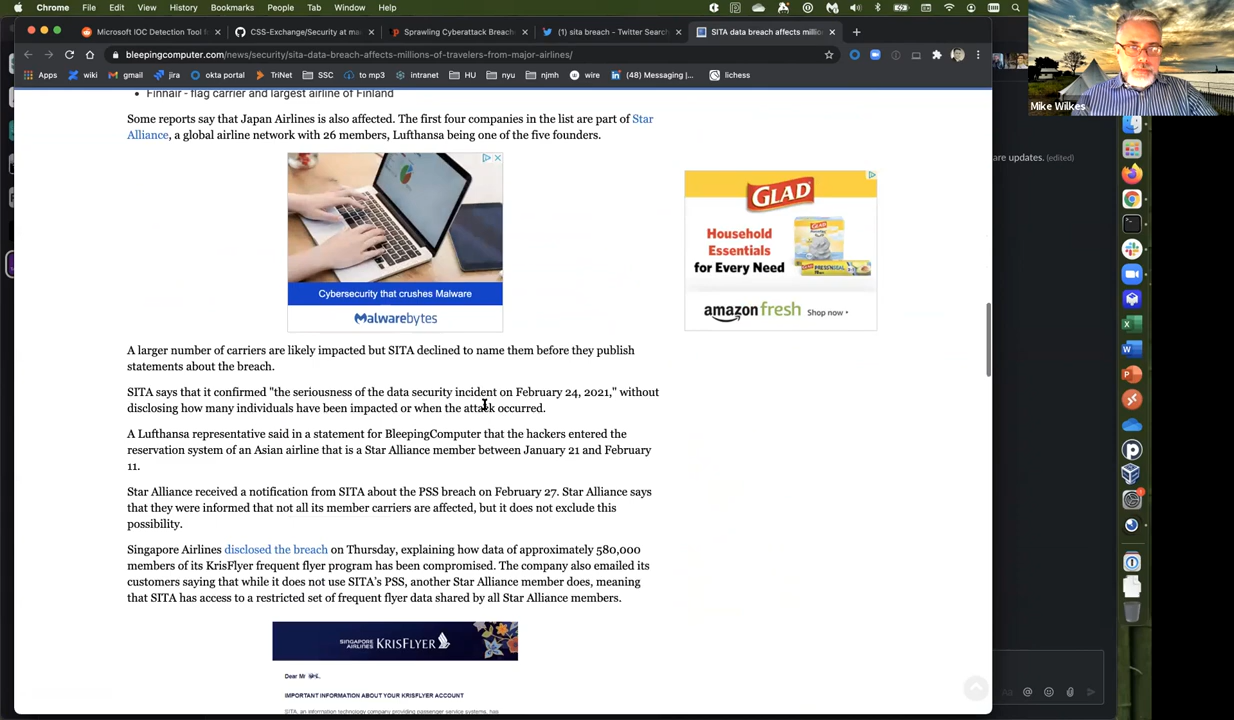 Chrome File Edit View History Bookmarks People Tab Window Help
Microsoft IOC Detection Tool f
CSS-Exchange/Security at ma
Sprawling Cyberattack Breach
(1) sita breach - Twitter Search
SITA data breach affects millio
bleepingcomputer.com/news/security/sita-data-breach-affects-millions-of-travelers-from-major-airlines/
Apps wiki gmail jira okta portal TriNet SSC to mp3 intranet HU nyu njmh wire (48) Messaging |... lichess
Mike Wilkes
are updates. (edited)
Finnair - flag carrier and largest airline of Finland
Some reports say that Japan Airlines is also affected. The first four companies in the list are part of Star
Alliance, a global airline network with 26 members, Lufthansa being one of the five founders.
Cybersecurity that crushes Malware
Malwarebytes
GLAD
Household
Essentials
for Every Need
amazon fresh Shop now
A larger number of carriers are likely impacted but SITA declined to name them before they publish
statements about the breach.
SITA says that it confirmed "the seriousness of the data security incident on February 24, 2021," without
disclosing how many individuals have been impacted or when the attack occurred.
A Lufthansa representative said in a statement for BleepingComputer that the hackers entered the
reservation system of an Asian airline that is a Star Alliance member between January 21 and February
11.
Star Alliance received a notification from SITA about the PSS breach on February 27. Star Alliance says
that they were informed that not all its member carriers are affected, but it does not exclude this
possibility.
Singapore Airlines disclosed the breach on Thursday, explaining how data of approximately 580,000
members of its KrisFlyer frequent flyer program has been compromised. The company also emailed its
customers saying that while it does not use SITA's PSS, another Star Alliance member does, meaning
that SITA has access to a restricted set of frequent flyer data shared by all Star Alliance members.
SINGAPORE AIRLINES KRISFLYER
Dear Mr
IMPORTANT INFORMATION ABOUT YOUR KRISFLYER ACCOUNT
SITA, an information technology company providing passenger service systems, has
Aa @